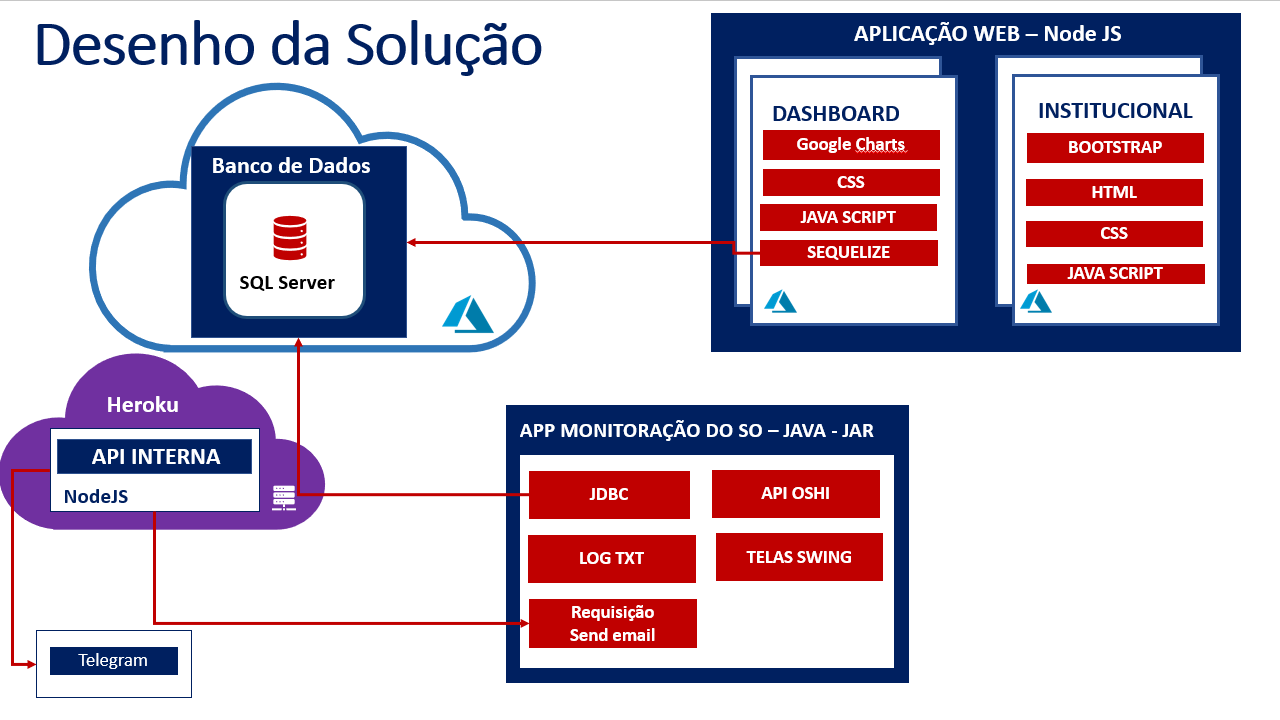 Desenho da Solução
APLICAÇÃO WEB – Node JS
DASHBOARD
Google Charts
CSS
JAVA SCRIPT
SEQUELIZE
INSTITUCIONAL
BOOTSTRAP
HTML
CSS
JAVA SCRIPT
Banco de Dados
SQL Server
Heroku
API INTERNA
NodeJS
Telegram
APP MONITORAÇÃO DO SO – JAVA - JAR
JDBC
API OSHI
LOG TXT
TELAS SWING
Requisição
Send email